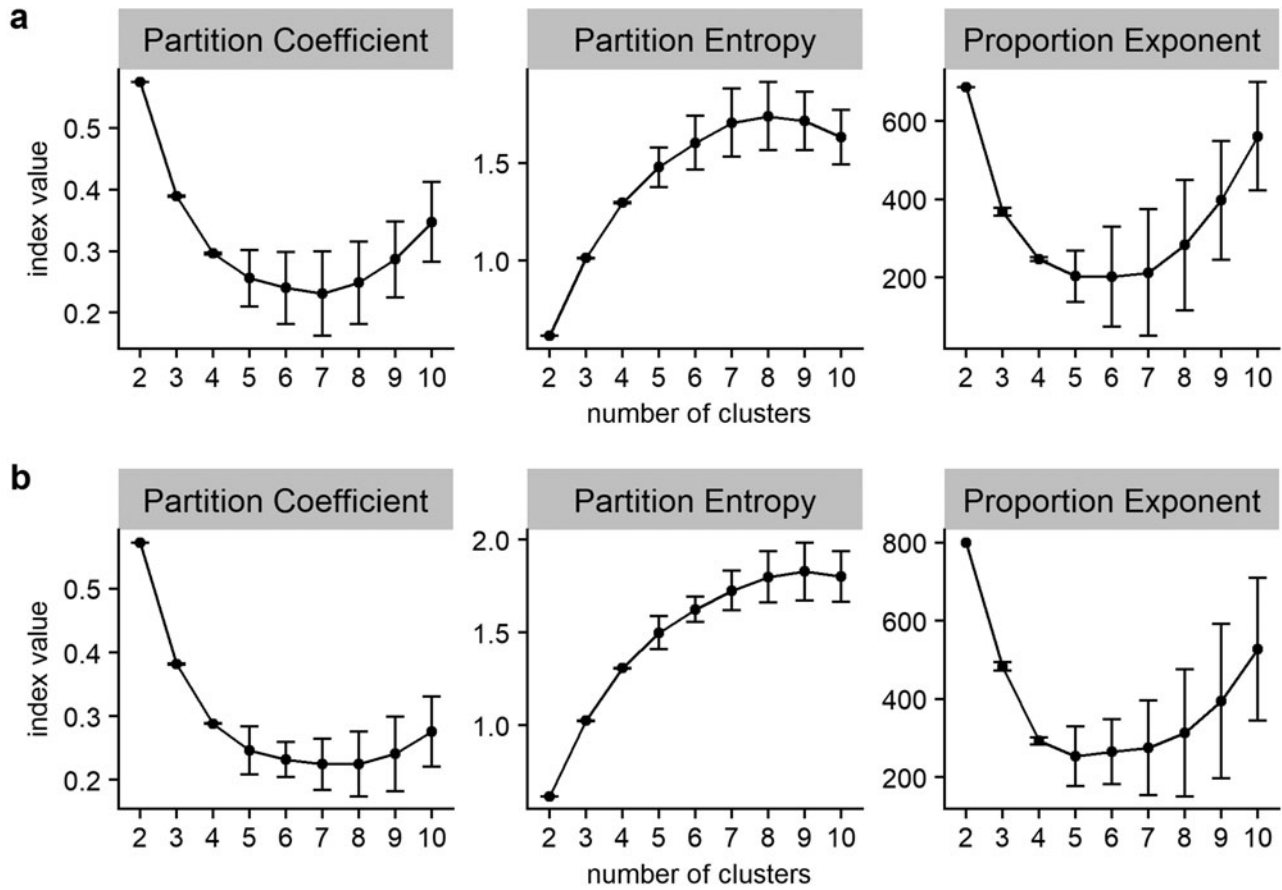 a
Partition Coefficient
Partition Entropy
Proportion Exponent
index value
0.5
0.4
0.3
0.2
1.5
1.0
600
400
200
2 3 4 5 6 7 8 9 10
2 3 4 5 6 7 8 9 10
2 3 4 5 6 7 8 9 10
number of clusters
b
Partition Coefficient
Partition Entropy
Proportion Exponent
index value
0.5
0.4
0.3
0.2
2.0
1.5
1.0
800
600
400
200
2 3 4 5 6 7 8 9 10
2 3 4 5 6 7 8 9 10
2 3 4 5 6 7 8 9 10
number of clusters